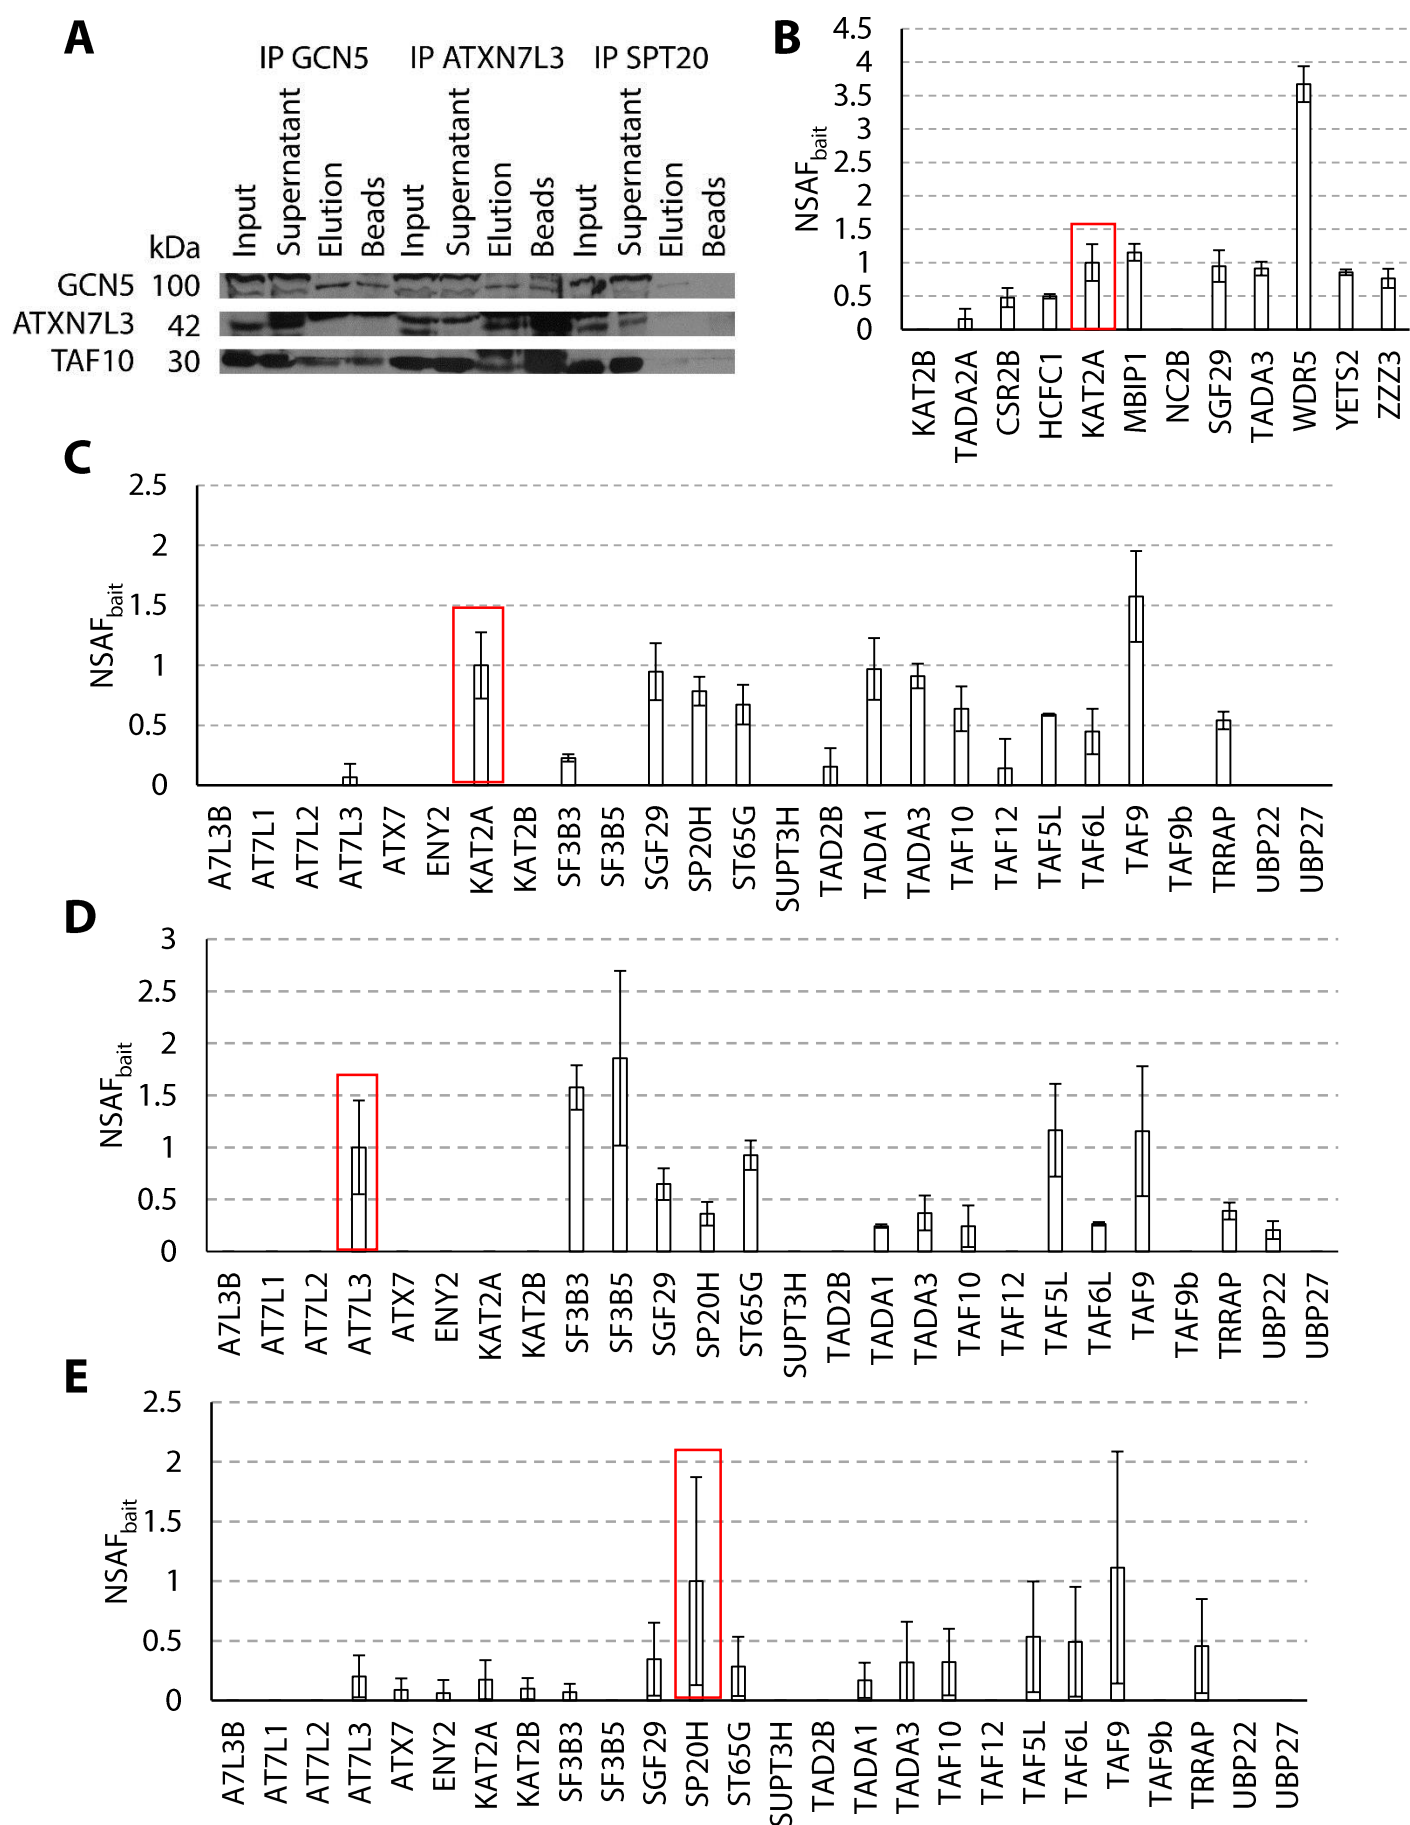 A
IP GCN5 IP ATXN7L3 IP SPT20
Input Supernatant Elution Beads Input Supernatant Elution Beads Input Supernatant Elution Beads
kDa
GCN5 100
ATXN7L3 42
TAF10 30
B
NSAFbait
4.5
4
3.5
3
2.5
2
1.5
1
0.5
0
KAT2B TADA2A CSR2B HCFC1 KAT2A MBIP1 NC2B SGF29 TADA3 WDR5 YETS2 ZZZ3
C
NSAFbait
2.5
2
1.5
1
0.5
0
A7L3B AT7L1 AT7L2 AT7L3 ATX7 ENY2 KAT2A KAT2B SF3B3 SF3B5 SGF29 SP20H ST65G SUPT3H TAD2B TADA1 TADA3 TAF10 TAF12 TAF5L TAF6L TAF9 TAF9b TRRAP UBP22 UBP27
D
NSAFbait
3
2.5
2
1.5
1
0.5
0
A7L3B AT7L1 AT7L2 AT7L3 ATX7 ENY2 KAT2A KAT2B SF3B3 SF3B5 SGF29 SP20H ST65G SUPT3H TAD2B TADA1 TADA3 TAF10 TAF12 TAF5L TAF6L TAF9 TAF9b TRRAP UBP22 UBP27
E
NSAFbait
2.5
2
1.5
1
0.5
0
A7L3B AT7L1 AT7L2 AT7L3 ATX7 ENY2 KAT2A KAT2B SF3B3 SF3B5 SGF29 SP20H ST65G SUPT3H TAD2B TADA1 TADA3 TAF10 TAF12 TAF5L TAF6L TAF9 TAF9b TRRAP UBP22 UBP27